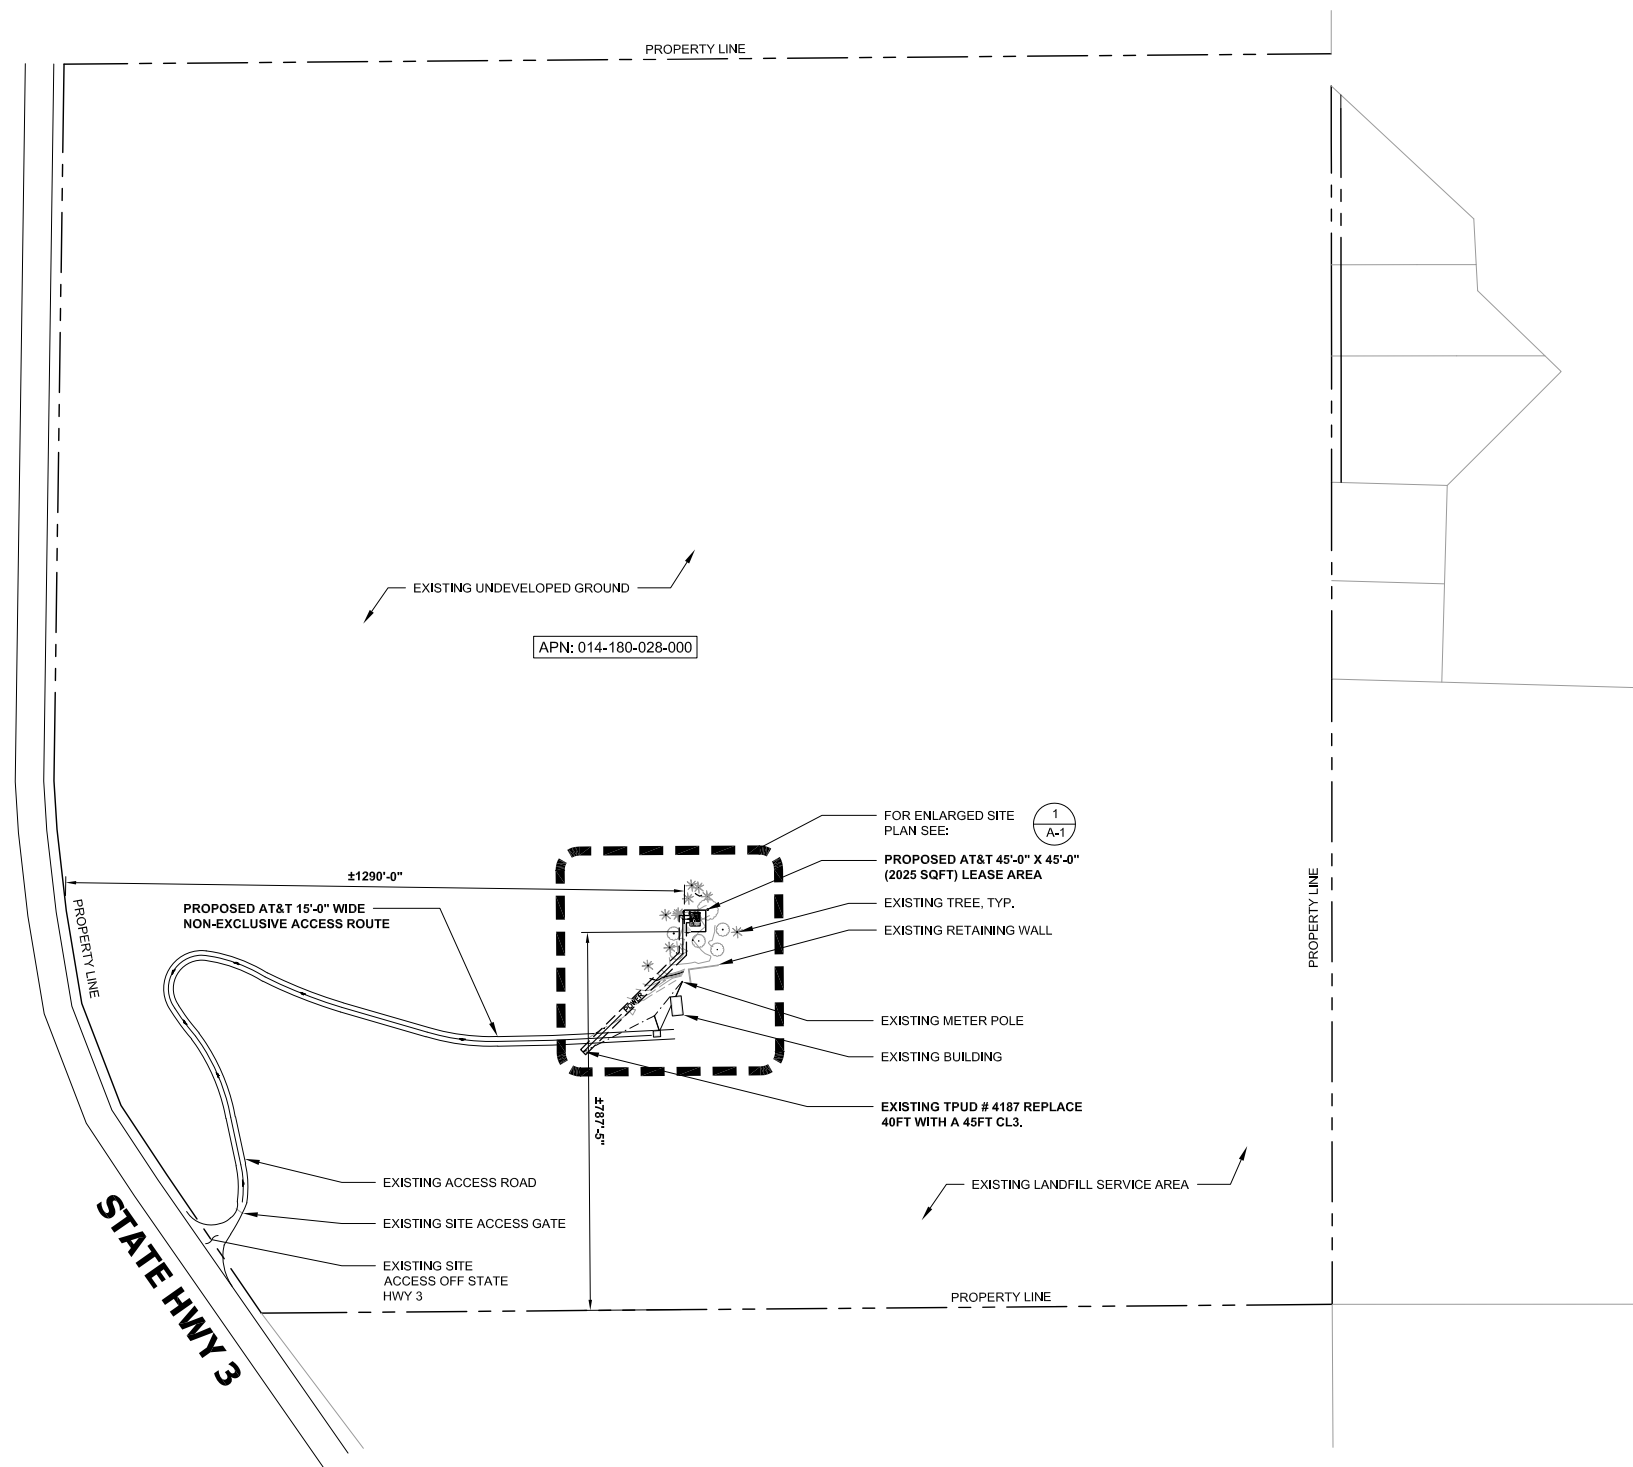 PROPERTY LINE
EXISTING UNDEVELOPED GROUND
APN: 014-180-028-000
FOR ENLARGED SITE
PLAN SEE:
1
A-1
PROPOSED AT&T 45'-0" X 45'-0"
(2025 SQFT) LEASE AREA
±1290'-0"
PROPOSED AT&T 15'-0" WIDE
NON-EXCLUSIVE ACCESS ROUTE
EXISTING TREE, TYP.
EXISTING RETAINING WALL
PROPERTY LINE
PROPERTY LINE
POWER
EXISTING METER POLE
EXISTING BUILDING
EXISTING TPUD # 4187 REPLACE
40FT WITH A 45FT CL3.
±787'-5"
EXISTING ACCESS ROAD
EXISTING LANDFILL SERVICE AREA
EXISTING SITE ACCESS GATE
EXISTING SITE
ACCESS OFF STATE
HWY 3
PROPERTY LINE
STATE HWY 3